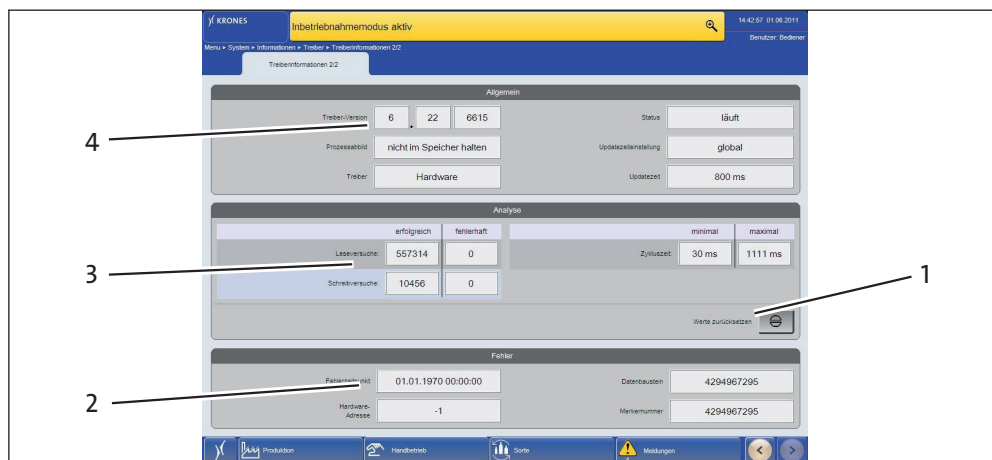 KRONES
Inbetriebnahmemodus aktiv
14:42:57 01.06.2011
Benutzer: Bediener
Menu ▸ System ▸ Informationen ▸ Treiber ▸ Treiberinformationen 2/2
Treiberinformationen 2/2
Allgemein
4
Treiber-Version 6 . 22 6615 Status läuft
Prozessabbild nicht im Speicher halten Updatezeiteinstellung global
Treiber Hardware Updatezeit 800 ms
Analyse
erfolgreich fehlerhaft minimal maximal
3
Leseversuche: 557314 0 Zykluszeit: 30 ms 1111 ms
1
Schreibversuche: 10456 0
Werte zurücksetzen
Fehler
2
Fehlerzeitpunkt 01.01.1970 00:00:00 Datenbaustein 4294967295
Hardware-
Adresse -1 Merkernummer 4294967295
Produktion Handbetrieb Sorte Meldungen